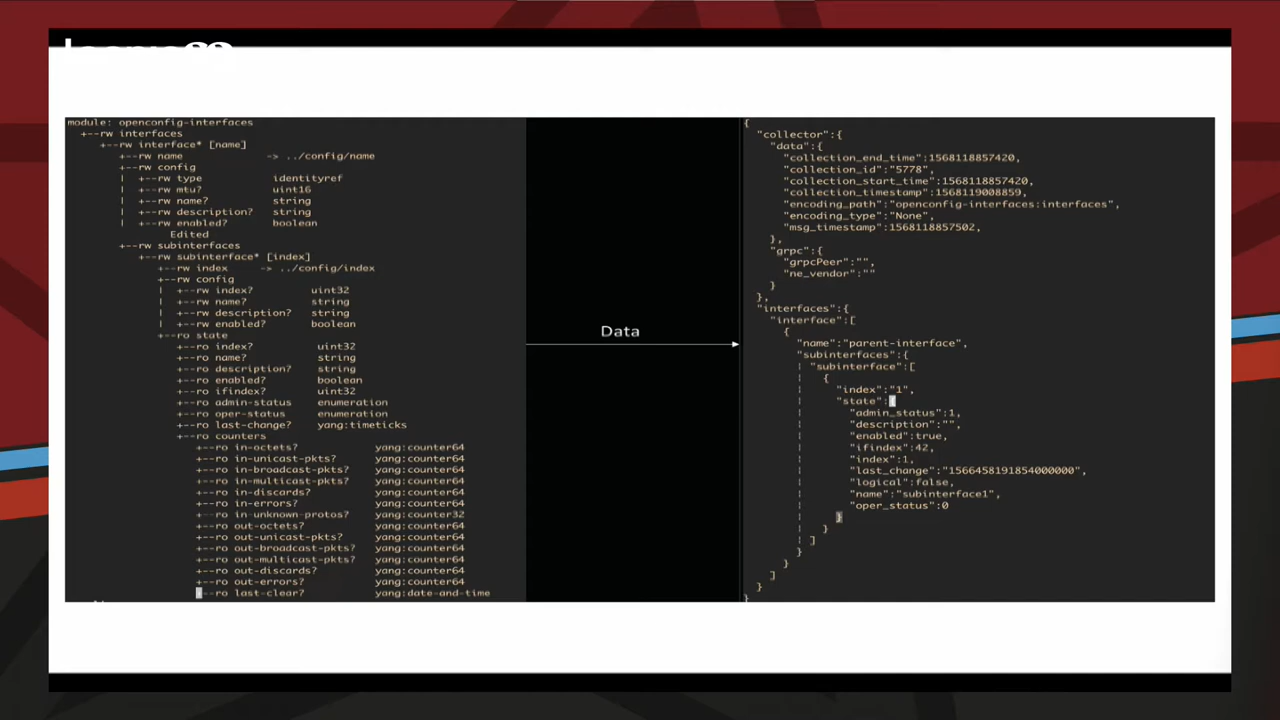 module: openconfig-interfaces
+--rw interfaces
+--rw interface* [name]
+--rw name -> ../config/name
+--rw config
| +--rw type identityref
| +--rw mtu? uint16
| +--rw name? string
| +--rw description? string
| +--rw enabled? boolean
Edited
+--rw subinterfaces
+--rw subinterface* [index]
+--rw index -> ../config/index
+--rw config
| +--rw index? uint32
| +--rw name? string
| +--rw description? string
| +--rw enabled? boolean
+--ro state
+--ro index? uint32
+--ro name? string
+--ro description? string
+--ro enabled? boolean
+--ro ifindex? uint32
+--ro admin-status enumeration
+--ro oper-status enumeration
+--ro last-change? yang:timeticks
+--ro counters
+--ro in-octets? yang:counter64
+--ro in-unicast-pkts? yang:counter64
+--ro in-broadcast-pkts? yang:counter64
+--ro in-multicast-pkts? yang:counter64
+--ro in-discards? yang:counter64
+--ro in-errors? yang:counter64
+--ro in-unknown-protos? yang:counter32
+--ro out-octets? yang:counter64
+--ro out-unicast-pkts? yang:counter64
+--ro out-broadcast-pkts? yang:counter64
+--ro out-multicast-pkts? yang:counter64
+--ro out-discards? yang:counter64
+--ro out-errors? yang:counter64
+--ro last-clear? yang:date-and-time
Data
{
"collector":{
"data":{
"collection_end_time":1568118857420,
"collection_id":"5778",
"collection_start_time":1568118857420,
"collection_timestamp":1568119008859,
"encoding_path":"openconfig-interfaces:interfaces",
"encoding_type":"None",
"msg_timestamp":1568118857502,
},
"grpc":{
"grpcPeer":"",
"ne_vendor":""
}
},
"interfaces":{
"interface":[
{
"name":"parent-interface",
"subinterfaces":{
"subinterface":[
{
"index":"1",
"state":{
"admin_status":1,
"description":"",
"enabled":true,
"ifindex":42,
"index":1,
"last_change":"1566458191854000000",
"logical":false,
"name":"subinterface1",
"oper_status":0
}
}
]
}
}
]
}
}